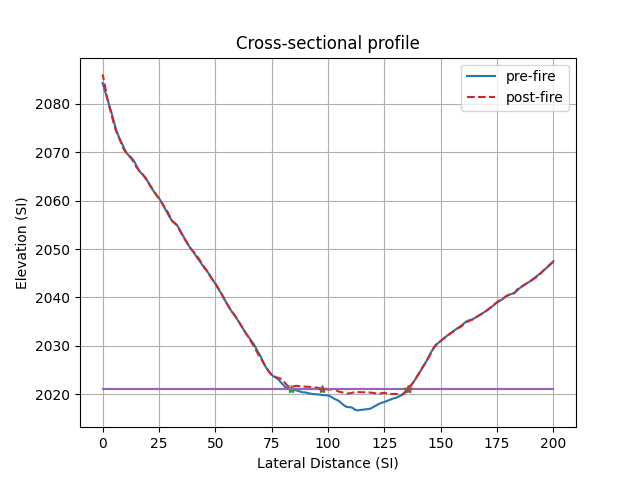 Cross-sectional profile
pre-fire
post-fire
2080
2070
2060
2050
2040
2030
2020
Elevation (SI)
0 25 50 75 100 125 150 175 200
Lateral Distance (SI)